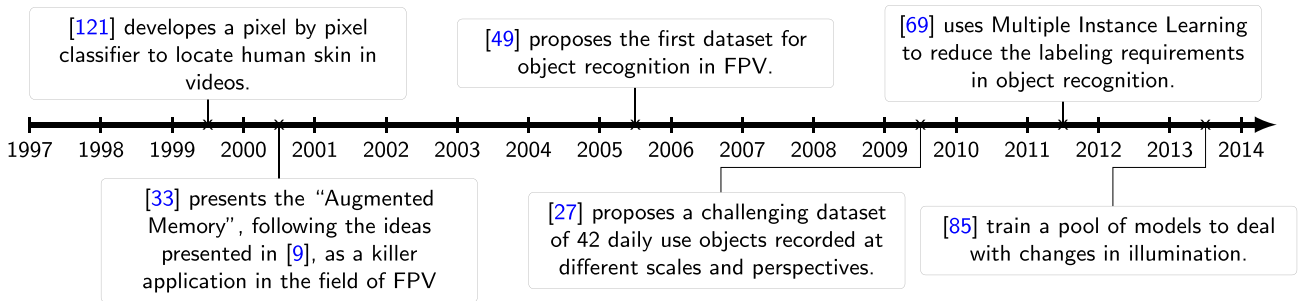 [121] developes a pixel by pixel
classifier to locate human skin in
videos.
[49] proposes the first dataset for
object recognition in FPV.
[69] uses Multiple Instance Learning
to reduce the labeling requirements
in object recognition.
1997 1998 1999 2000 2001 2002 2003 2004 2005 2006 2007 2008 2009 2010 2011 2012 2013 2014
[33] presents the “Augmented
Memory”, following the ideas
presented in [9], as a killer
application in the field of FPV
[27] proposes a challenging dataset
of 42 daily use objects recorded at
different scales and perspectives.
[85] train a pool of models to deal
with changes in illumination.